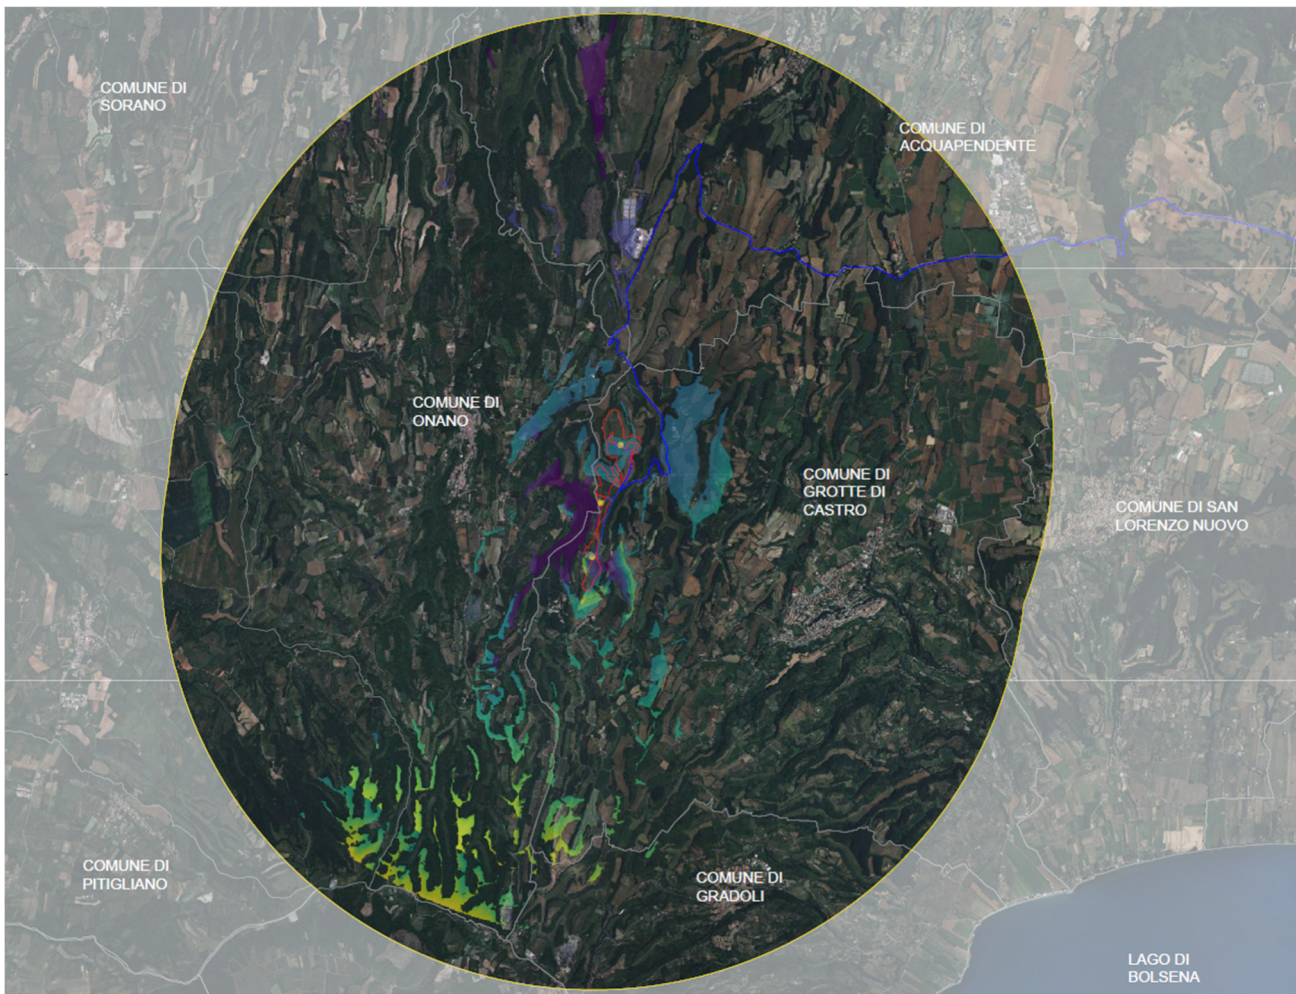 COMUNE DI
SORANO
COMUNE DI
ACQUAPENDENTE
COMUNE DI
ONANO
COMUNE DI
GROTTE DI
CASTRO
COMUNE DI SAN
LORENZO NUOVO
COMUNE DI
PITIGLIANO
COMUNE DI
GRADOLI
LAGO DI
BOLSENA